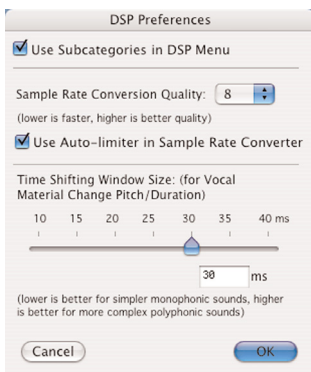 DSP Preferences
Use Subcategories in DSP Menu
Sample Rate Conversion Quality: 8
(lower is faster, higher is better quality)
Use Auto-limiter in Sample Rate Converter
Time Shifting Window Size: (for Vocal
Material Change Pitch/Duration)
10 15 20 25 30 35 40 ms
30 ms
(lower is better for simpler monophonic sounds, higher
is better for more complex polyphonic sounds)
Cancel OK